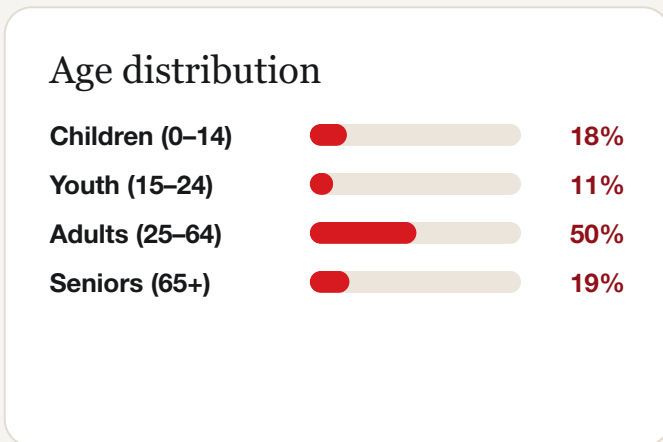 Age distribution
Children (0–14) 18%
Youth (15–24) 11%
Adults (25–64) 50%
Seniors (65+) 19%